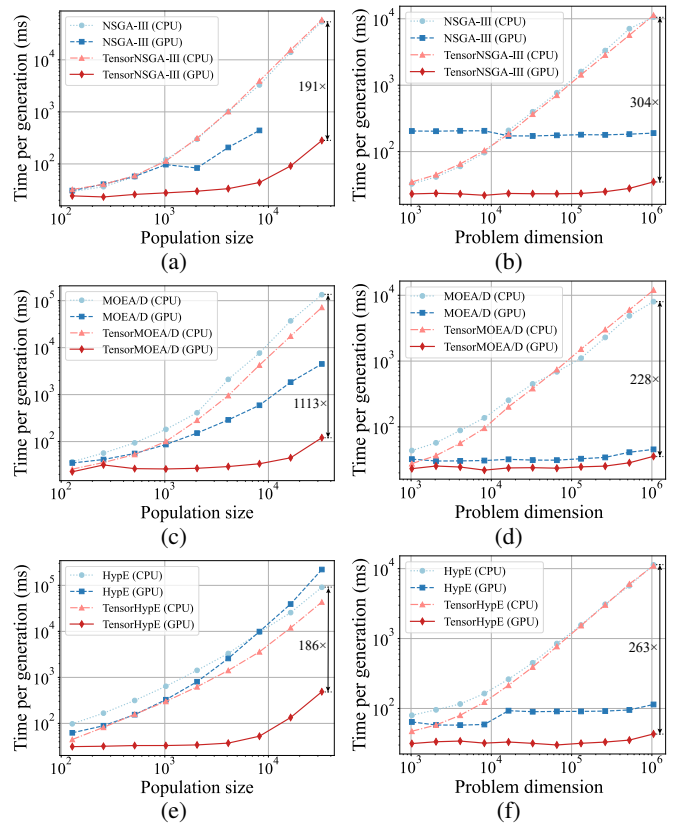 NSGA-III (CPU)
NSGA-III (GPU)
TensorNSGA-III (CPU)
TensorNSGA-III (GPU)
191×
10^4
10^3
10^2
10^2
10^3
10^4
Time per generation (ms)
Population size
(a)
NSGA-III (CPU)
NSGA-III (GPU)
TensorNSGA-III (CPU)
TensorNSGA-III (GPU)
304×
10^4
10^3
10^2
10^3
10^4
10^5
10^6
Time per generation (ms)
Problem dimension
(b)
MOEA/D (CPU)
MOEA/D (GPU)
TensorMOEA/D (CPU)
TensorMOEA/D (GPU)
1113×
10^5
10^4
10^3
10^2
10^2
10^3
10^4
Time per generation (ms)
Population size
(c)
MOEA/D (CPU)
MOEA/D (GPU)
TensorMOEA/D (CPU)
TensorMOEA/D (GPU)
228×
10^4
10^3
10^2
10^3
10^4
10^5
10^6
Time per generation (ms)
Problem dimension
(d)
HypE (CPU)
HypE (GPU)
TensorHypE (CPU)
TensorHypE (GPU)
186×
10^5
10^4
10^3
10^2
10^2
10^3
10^4
Time per generation (ms)
Population size
(e)
HypE (CPU)
HypE (GPU)
TensorHypE (CPU)
TensorHypE (GPU)
263×
10^4
10^3
10^2
10^3
10^4
10^5
10^6
Time per generation (ms)
Problem dimension
(f)